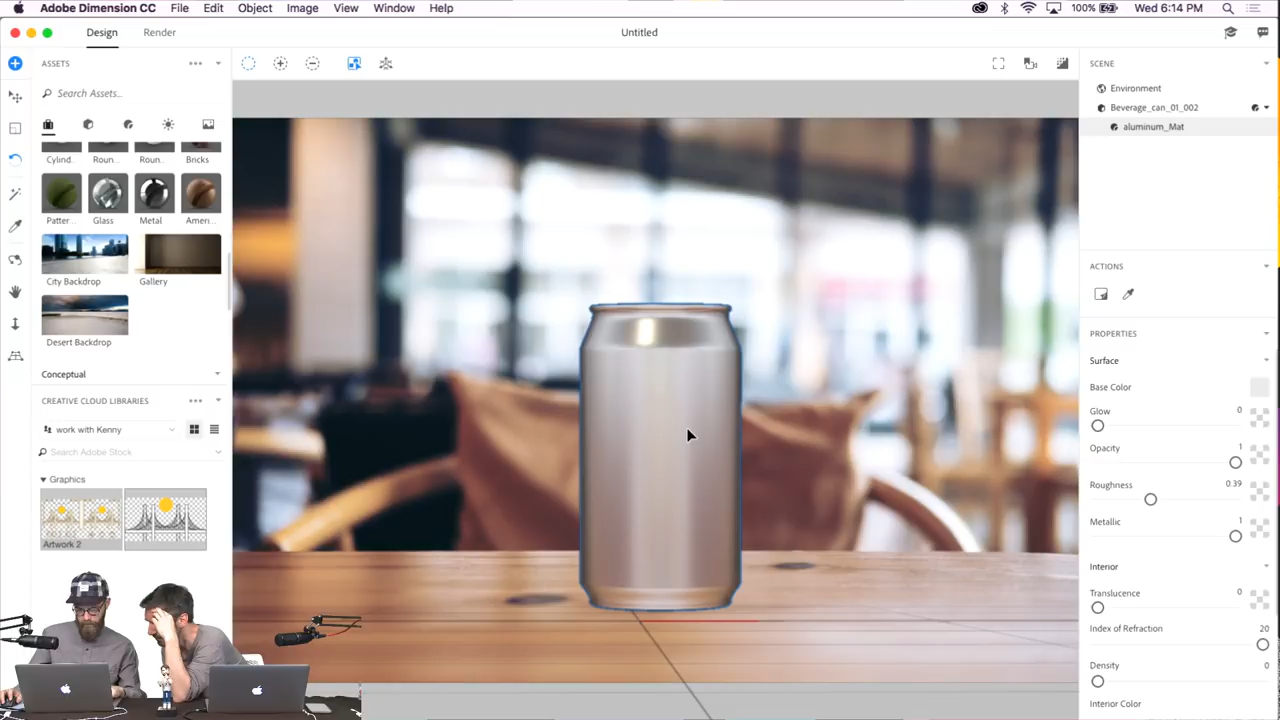 Adobe Dimension CC File Edit Object Image View Window Help 100% Wed 6:14 PM
Design Render Untitled
ASSETS
Search Assets...
Cylind Roun.. Roun.. Bricks
Patter.. Glass Metal Ameri..
City Backdrop Gallery
Desert Backdrop
Conceptual
CREATIVE CLOUD LIBRARIES
work with Kenny
Search Adobe Stock
Graphics
Artwork 2
SCENE
Environment
Beverage_can_01_002
aluminum_Mat
ACTIONS
PROPERTIES
Surface
Base Color
Glow 0
Opacity 1
Roughness 0.39
Metallic 1
Interior
Translucence 0
Index of Refraction 20
Density 0
Interior Color